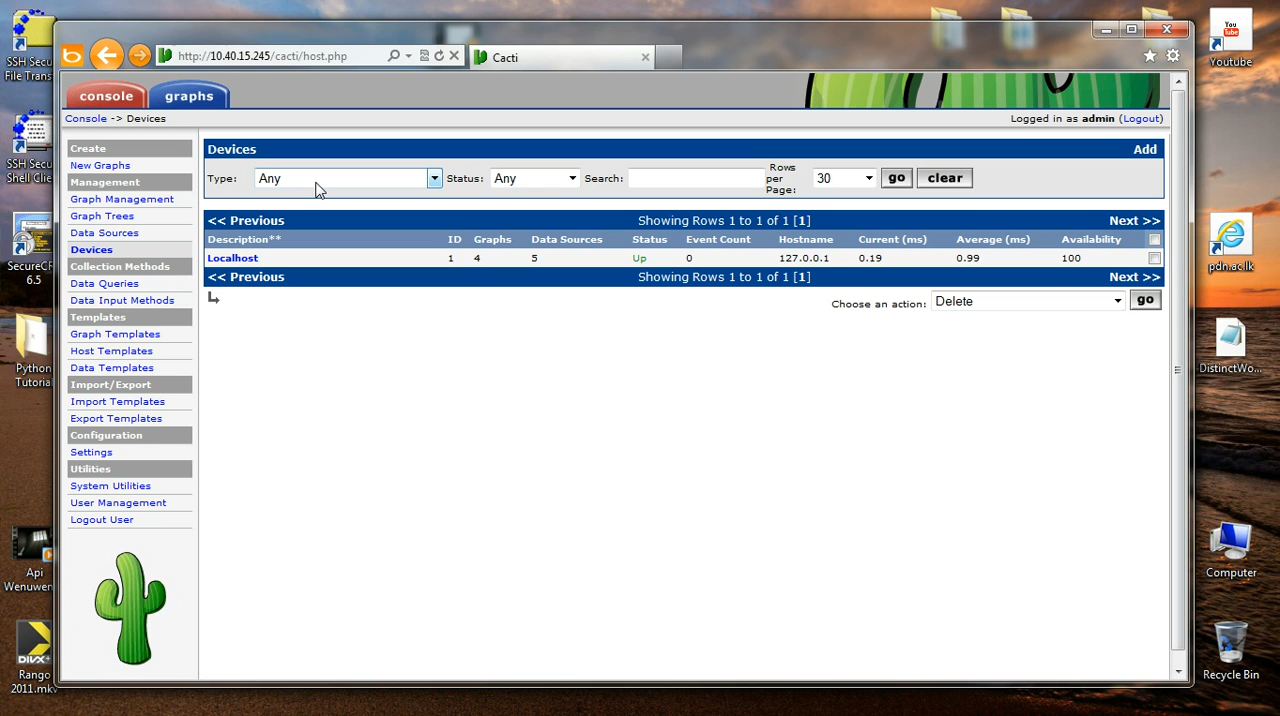 SSH Secu
File Trans
SSH Secu
Shell Clie
SecureCR
6.5
Python
Tutoria
Api
Wenuwen
Rango
2011.mkv
http://10.40.15.245/cacti/host.php
Cacti
console
graphs
Console -> Devices
Logged in as admin (Logout)
Create
New Graphs
Management
Graph Management
Graph Trees
Data Sources
Devices
Collection Methods
Data Queries
Data Input Methods
Templates
Graph Templates
Host Templates
Data Templates
Import/Export
Import Templates
Export Templates
Configuration
Settings
Utilities
System Utilities
User Management
Logout User
Devices Add
Type: Any Status: Any Search: Rows per Page: 30 go clear
<< Previous Showing Rows 1 to 1 of 1 [1] Next >>
Description** ID Graphs Data Sources Status Event Count Hostname Current (ms) Average (ms) Availability
Localhost 1 4 5 Up 0 127.0.0.1 0.19 0.99 100
<< Previous Showing Rows 1 to 1 of 1 [1] Next >>
Choose an action: Delete go
You
Tube
Youtube
pdn.ac.lk
DistinctWo...
Computer
Recycle Bin